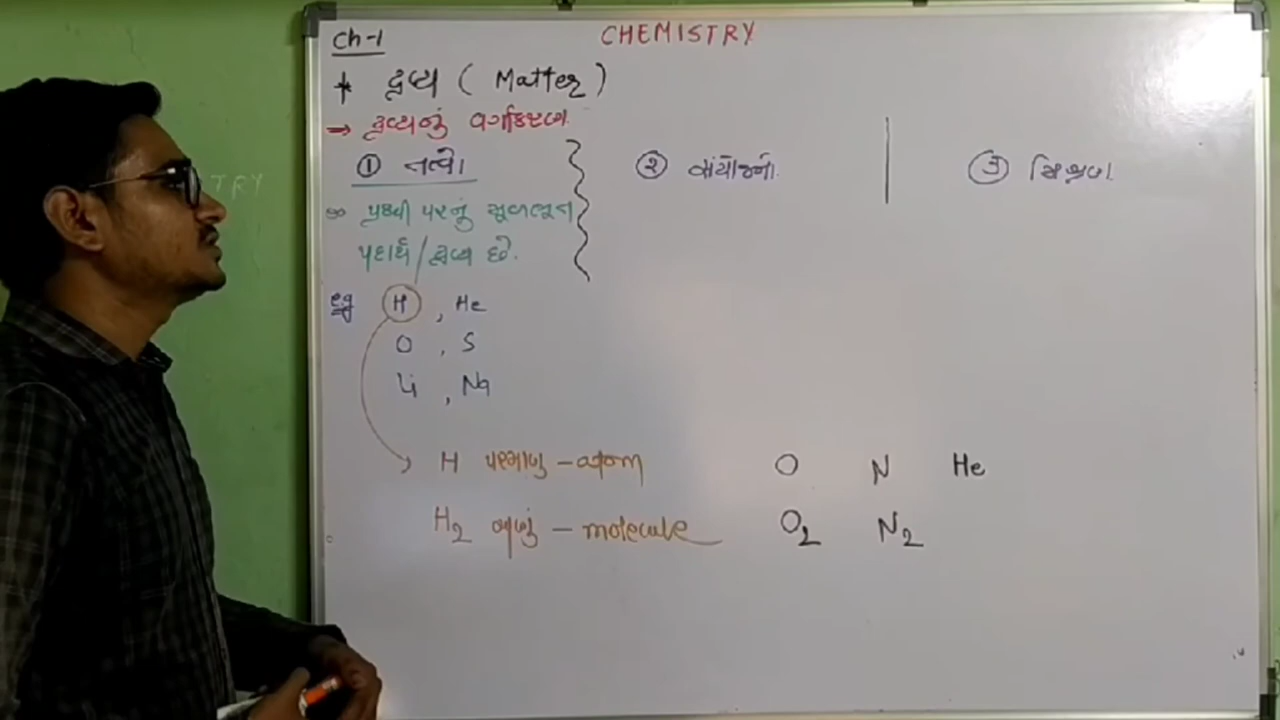 Ch-1
CHEMISTRY
* દ્રવ્ય ( Matter )
→ દ્રવ્યનું વર્ગીકરણ
① તત્વો
② સંયોજનો
③ મિશ્રણ
પૃથ્વી પરનું મુળભૂત
પદાર્થ/દ્રવ્ય છે.
e.g H , He
O , S
Li , Na
H પરમાણુ - atom O N He
H₂ અણું - molecule O₂ N₂